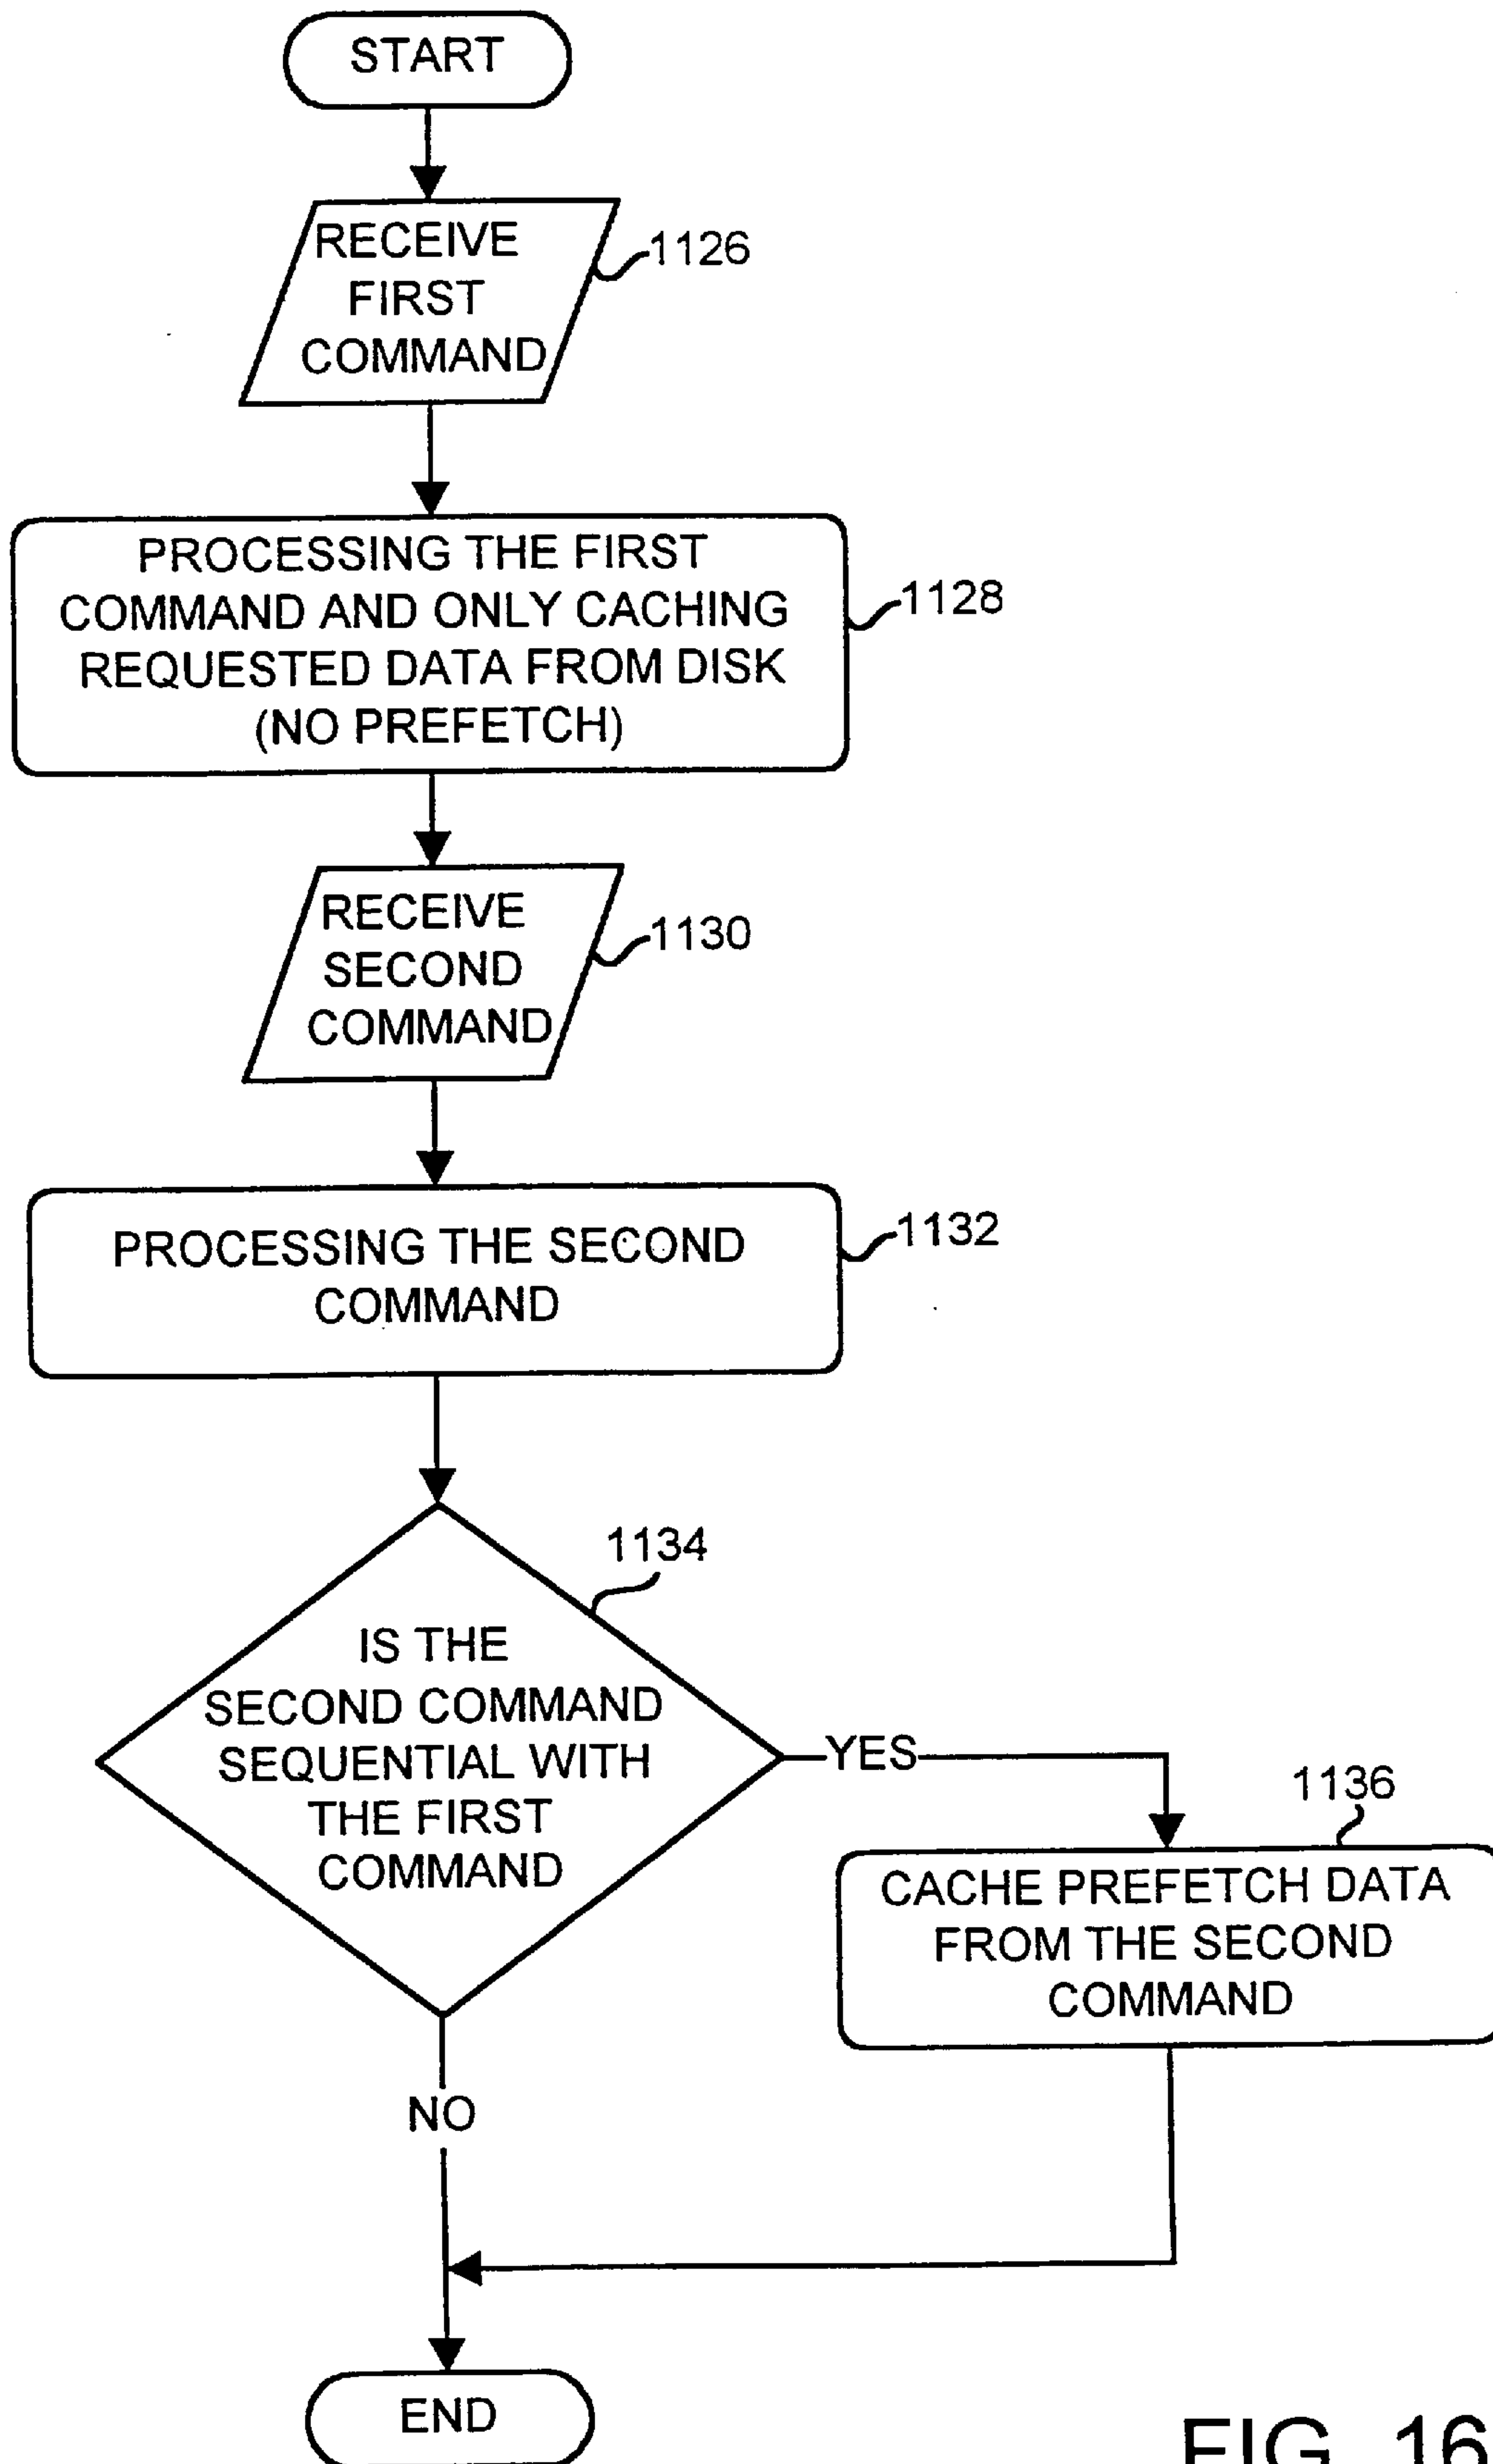 START
RECEIVE
FIRST
COMMAND
1126
PROCESSING THE FIRST
COMMAND AND ONLY CACHING
REQUESTED DATA FROM DISK
(NO PREFETCH)
1128
RECEIVE
SECOND
COMMAND
1130
PROCESSING THE SECOND
COMMAND
1132
1134
IS THE
SECOND COMMAND
SEQUENTIAL WITH
THE FIRST
COMMAND
YES
1136
CACHE PREFETCH DATA
FROM THE SECOND
COMMAND
NO
END
FIG. 16